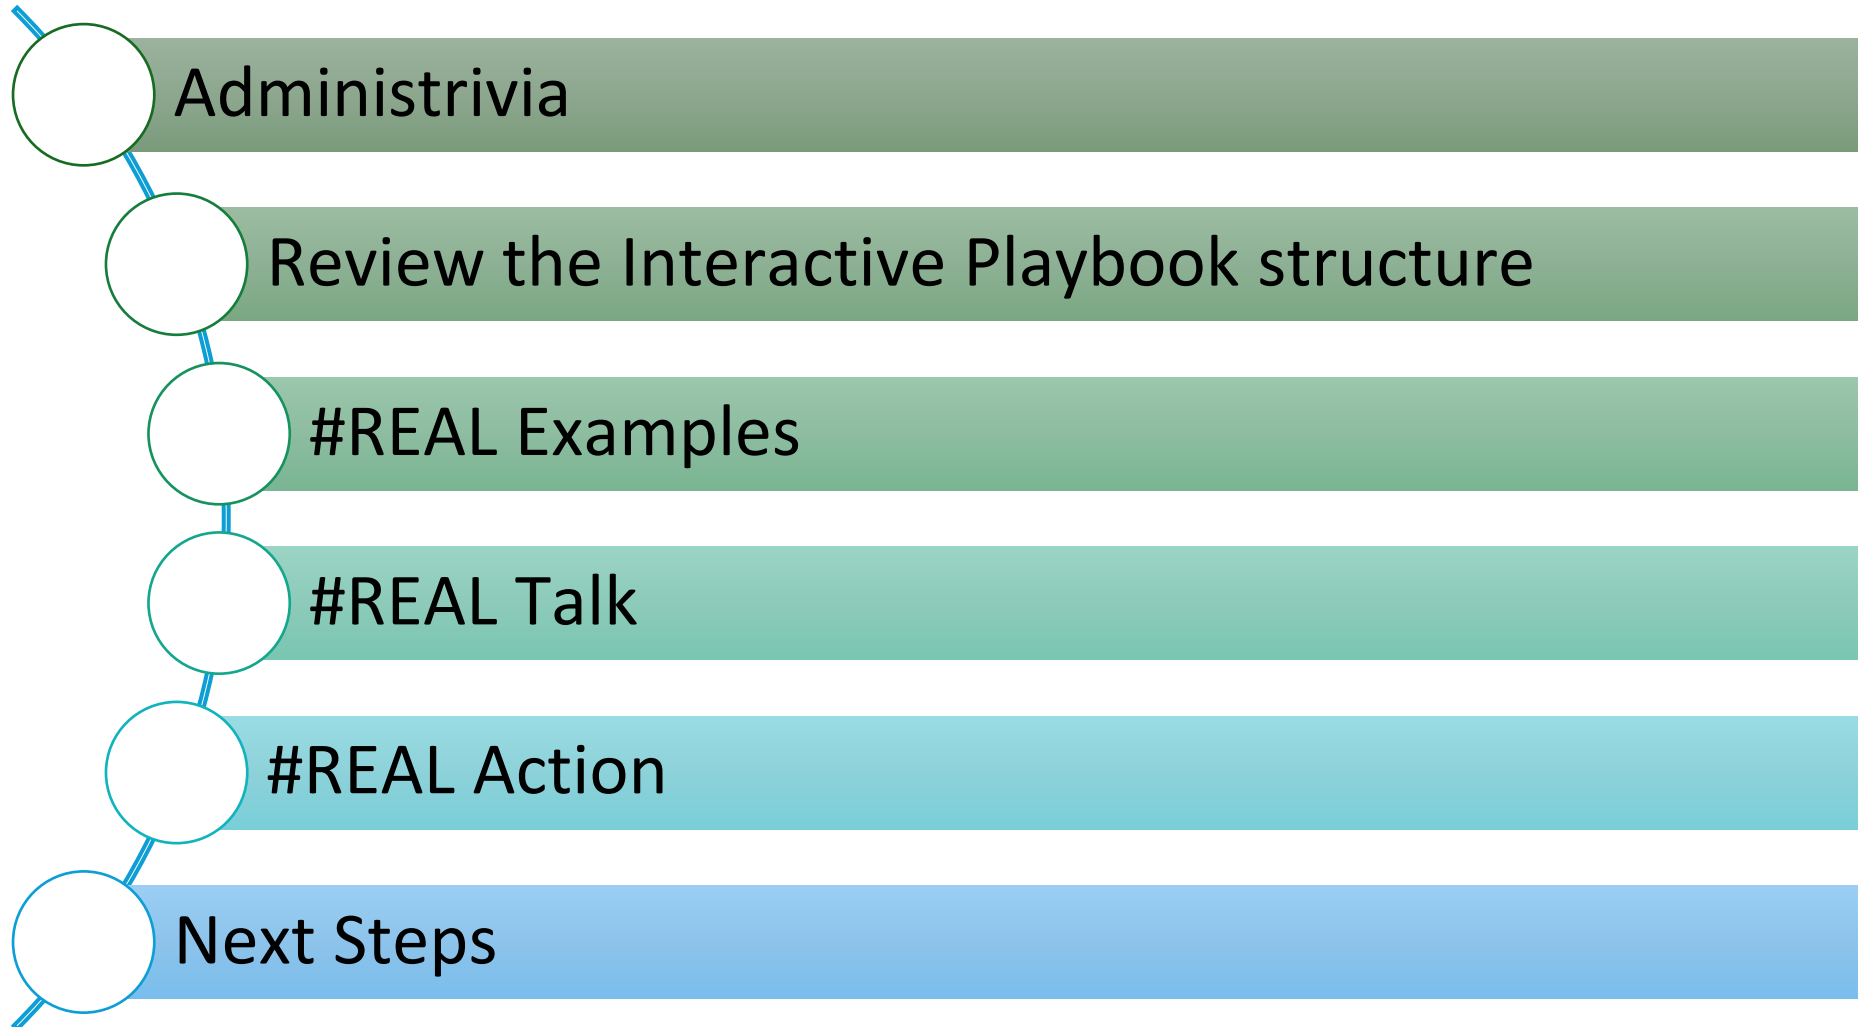 Administrivia
Review the Interactive Playbook structure
#REAL Examples
#REAL Talk
#REAL Action
Next Steps